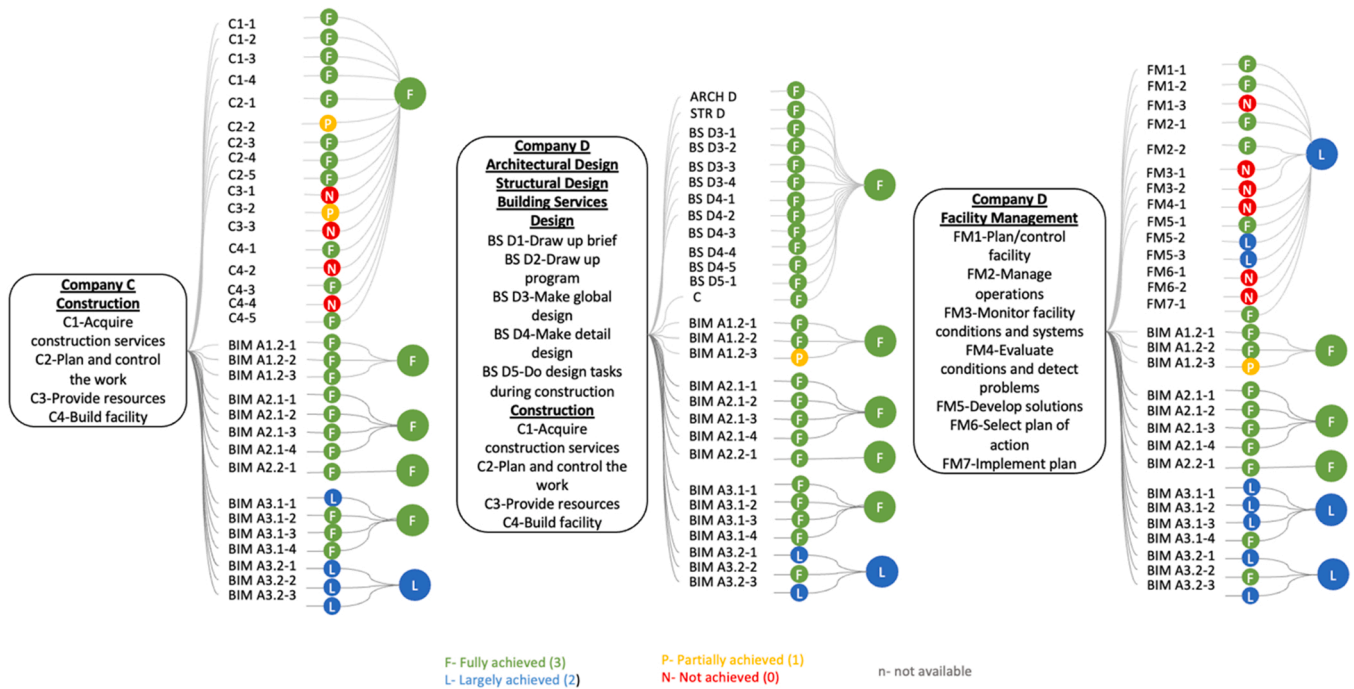 Company C
Construction
C1-Acquire
construction services
C2-Plan and control
the work
C3-Provide resources
C4-Build facility
C1-1 F
C1-2 F
C1-3 F
C1-4 F
C2-1 F
C2-2 P
C2-3 F
C2-4 F
C2-5 F
C3-1 N
C3-2 P
C3-3 N
C4-1 F
C4-2 N
C4-3 F
C4-4 N
C4-5 F
F
BIM A1.2-1 F
BIM A1.2-2 F
BIM A1.2-3 F
F
BIM A2.1-1 F
BIM A2.1-2 F
BIM A2.1-3 F
BIM A2.1-4 F
F
BIM A2.2-1 F
F
BIM A3.1-1 L
BIM A3.1-2 F
BIM A3.1-3 F
BIM A3.1-4 F
F
BIM A3.2-1 L
BIM A3.2-2 L
BIM A3.2-3 L
L
Company D
Architectural Design
Structural Design
Building Services
Design
BS D1-Draw up brief
BS D2-Draw up
program
BS D3-Make global
design
BS D4-Make detail
design
BS D5-Do design tasks
during construction
Construction
C1-Acquire
construction services
C2-Plan and control the
work
C3-Provide resources
C4-Build facility
ARCH D F
STR D F
BS D3-1 F
BS D3-2 F
BS D3-3 F
BS D3-4 F
BS D4-1 F
BS D4-2 F
BS D4-3 F
BS D4-4 F
BS D4-5 F
BS D5-1 F
C F
F
BIM A1.2-1 F
BIM A1.2-2 F
BIM A1.2-3 P
F
BIM A2.1-1 F
BIM A2.1-2 F
BIM A2.1-3 F
BIM A2.1-4 F
F
BIM A2.2-1 F
F
BIM A3.1-1 F
BIM A3.1-2 F
BIM A3.1-3 F
BIM A3.1-4 F
F
BIM A3.2-1 L
BIM A3.2-2 F
BIM A3.2-3 L
L
Company D
Facility Management
FM1-Plan/control
facility
FM2-Manage
operations
FM3-Monitor facility
conditions and systems
FM4-Evaluate
conditions and detect
problems
FM5-Develop solutions
FM6-Select plan of
action
FM7-Implement plan
FM1-1 F
FM1-2 F
FM1-3 N
FM2-1 F
FM2-2 F
FM3-1 N
FM3-2 N
FM4-1 N
FM5-1 F
FM5-2 L
FM5-3 L
FM6-1 N
FM6-2 N
FM7-1 F
L
BIM A1.2-1 F
BIM A1.2-2 F
BIM A1.2-3 P
F
BIM A2.1-1 F
BIM A2.1-2 F
BIM A2.1-3 F
BIM A2.1-4 F
F
BIM A2.2-1 F
F
BIM A3.1-1 L
BIM A3.1-2 L
BIM A3.1-3 L
BIM A3.1-4 F
L
BIM A3.2-1 L
BIM A3.2-2 F
BIM A3.2-3 L
L
F- Fully achieved (3)
L- Largely achieved (2)
P- Partially achieved (1)
N- Not achieved (0)
n- not available